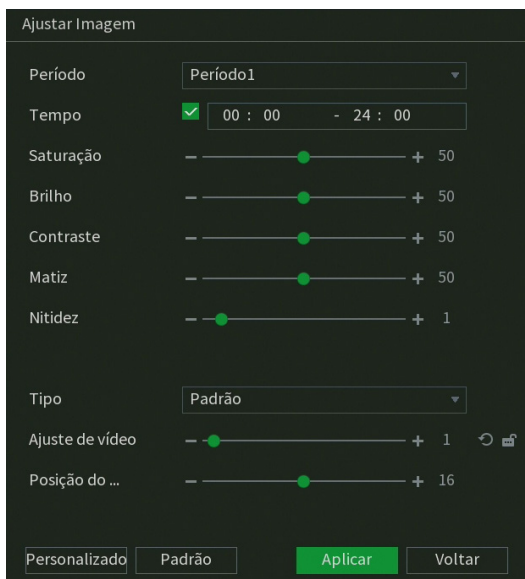 Ajustar Imagem
Período Período1
Tempo 00 : 00 - 24 : 00
Saturação 50
Brilho 50
Contraste 50
Matiz 50
Nitidez 1
Tipo Padrão
Ajuste de vídeo 1
Posição do ... 16
Personalizado Padrão Aplicar Voltar